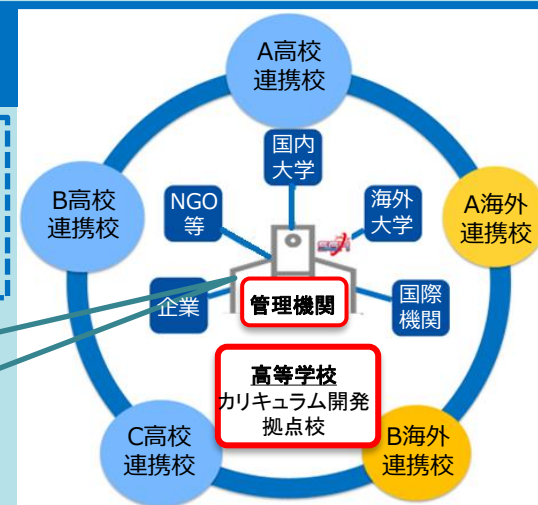 A高校
連携校
国内
大学
B高校
連携校
NGO
等
海外
大学
A海外
連携校
企業
管理機関
国際
機関
高等学校
カリキュラム開発
拠点校
C高校
連携校
B海外
連携校